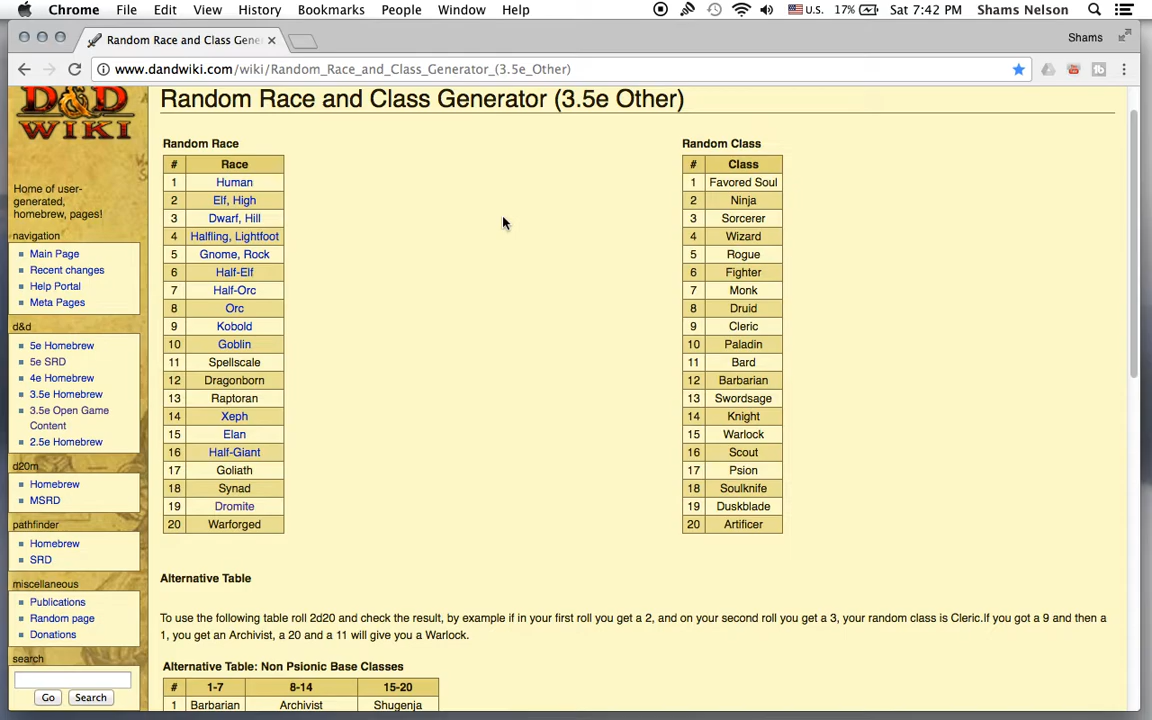 Chrome File Edit View History Bookmarks People Window Help U.S. 17% Sat 7:42 PM Shams Nelson
Random Race and Class Gene Shams
www.dandwiki.com/wiki/Random_Race_and_Class_Generator_(3.5e_Other)
D&D
WIKI
Home of user-
generated,
homebrew, pages!
navigation
Main Page
Recent changes
Help Portal
Meta Pages
d&d
5e Homebrew
5e SRD
4e Homebrew
3.5e Homebrew
3.5e Open Game
Content
2.5e Homebrew
d20m
Homebrew
MSRD
pathfinder
Homebrew
SRD
miscellaneous
Publications
Random page
Donations
search
Go Search
Random Race and Class Generator (3.5e Other)
Random Race
# Race
1 Human
2 Elf, High
3 Dwarf, Hill
4 Halfling, Lightfoot
5 Gnome, Rock
6 Half-Elf
7 Half-Orc
8 Orc
9 Kobold
10 Goblin
11 Spellscale
12 Dragonborn
13 Raptoran
14 Xeph
15 Elan
16 Half-Giant
17 Goliath
18 Synad
19 Dromite
20 Warforged
Random Class
# Class
1 Favored Soul
2 Ninja
3 Sorcerer
4 Wizard
5 Rogue
6 Fighter
7 Monk
8 Druid
9 Cleric
10 Paladin
11 Bard
12 Barbarian
13 Swordsage
14 Knight
15 Warlock
16 Scout
17 Psion
18 Soulknife
19 Duskblade
20 Artificer
Alternative Table
To use the following table roll 2d20 and check the result, by example if in your first roll you get a 2, and on your second roll you get a 3, your random class is Cleric.If you got a 9 and then a
1, you get an Archivist, a 20 and a 11 will give you a Warlock.
Alternative Table: Non Psionic Base Classes
# 1-7 8-14 15-20
1 Barbarian Archivist Shugenja